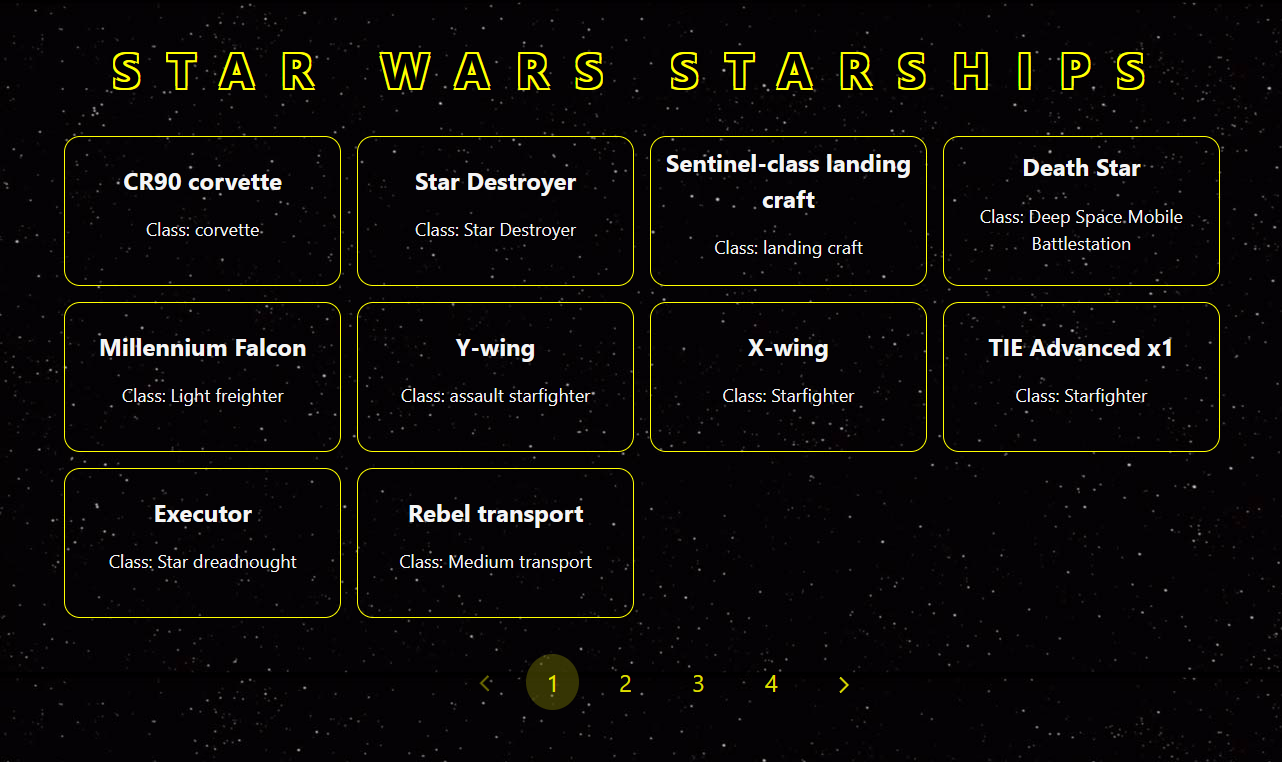 STAR WARS STARSHIPS
CR90 corvette
Class: corvette
Star Destroyer
Class: Star Destroyer
Sentinel-class landing
craft
Class: landing craft
Death Star
Class: Deep Space Mobile
Battlestation
Millennium Falcon
Class: Light freighter
Y-wing
Class: assault starfighter
X-wing
Class: Starfighter
TIE Advanced x1
Class: Starfighter
Executor
Class: Star dreadnought
Rebel transport
Class: Medium transport
1 2 3 4